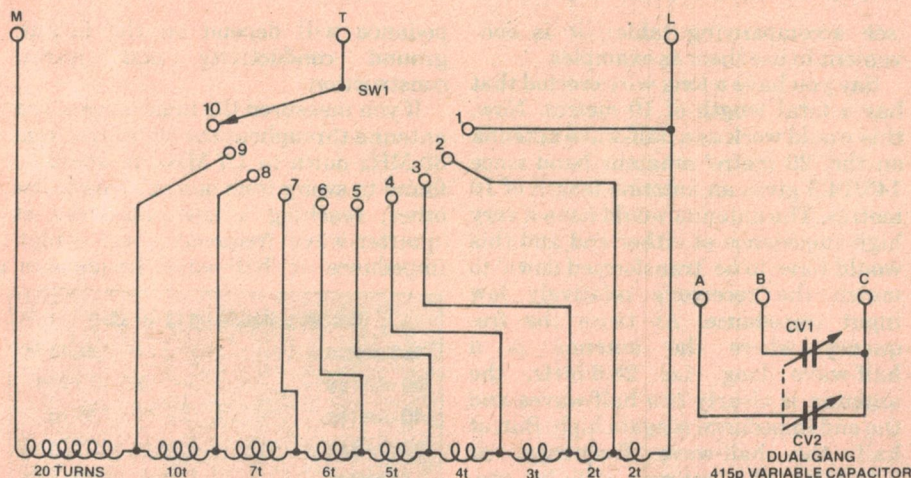 M T L
SW1
10 1
9 2
8 3
7 6 5 4
A B C
CV1
CV2
20 TURNS 10t 7t 6t 5t 4t 3t 2t 2t
DUAL GANG
415p VARIABLE CAPACITOR